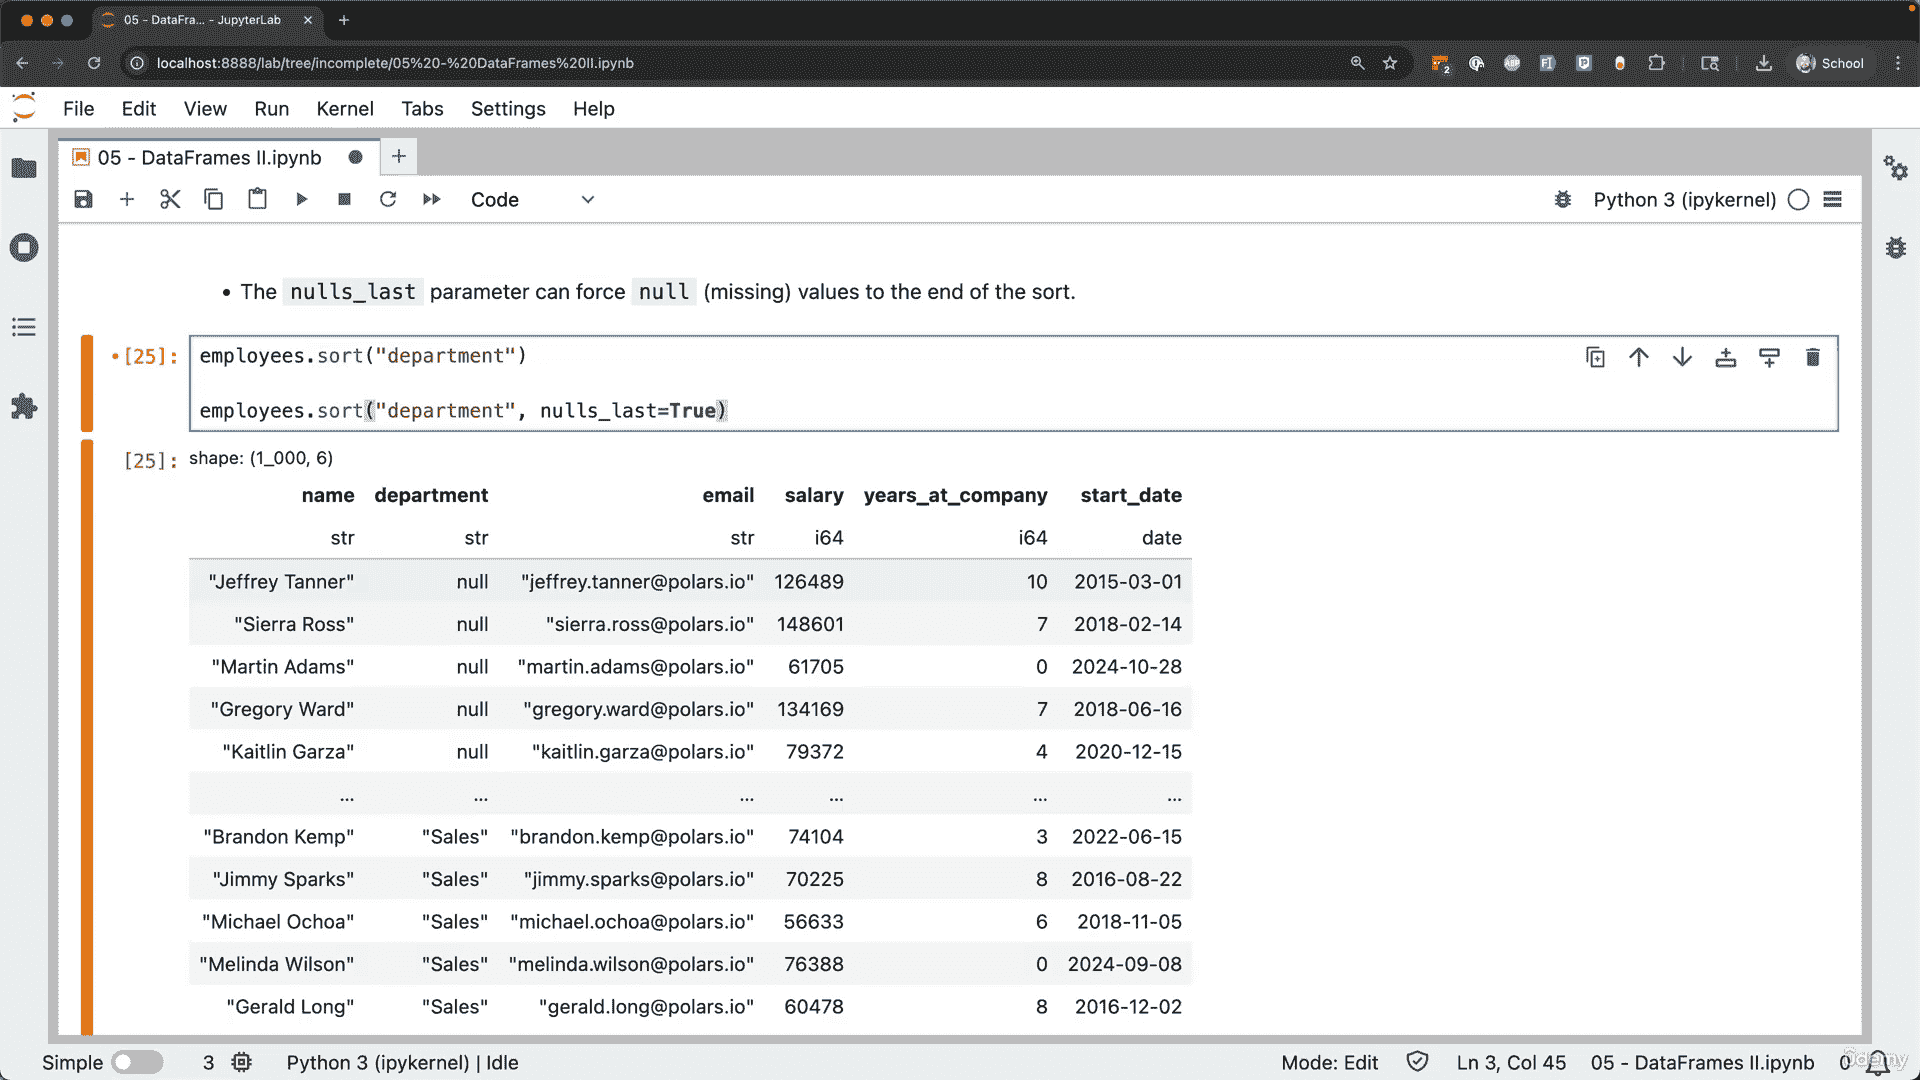 05 - DataFra... - JupyterLab
localhost:8888/lab/tree/incomplete/05%20-%20DataFrames%20II.ipynb
2
ABP
School
File Edit View Run Kernel Tabs Settings Help
05 - DataFrames II.ipynb
Code
Python 3 (ipykernel)
• The nulls_last parameter can force null (missing) values to the end of the sort.
•[25]: employees.sort("department")
employees.sort("department", nulls_last=True)
[25]: shape: (1_000, 6)
name department email salary years_at_company start_date
str str str i64 i64 date
"Jeffrey Tanner" null "jeffrey.tanner@polars.io" 126489 10 2015-03-01
"Sierra Ross" null "sierra.ross@polars.io" 148601 7 2018-02-14
"Martin Adams" null "martin.adams@polars.io" 61705 0 2024-10-28
"Gregory Ward" null "gregory.ward@polars.io" 134169 7 2018-06-16
"Kaitlin Garza" null "kaitlin.garza@polars.io" 79372 4 2020-12-15
... ... ... ... ... ...
"Brandon Kemp" "Sales" "brandon.kemp@polars.io" 74104 3 2022-06-15
"Jimmy Sparks" "Sales" "jimmy.sparks@polars.io" 70225 8 2016-08-22
"Michael Ochoa" "Sales" "michael.ochoa@polars.io" 56633 6 2018-11-05
"Melinda Wilson" "Sales" "melinda.wilson@polars.io" 76388 0 2024-09-08
"Gerald Long" "Sales" "gerald.long@polars.io" 60478 8 2016-12-02
Simple 3 Python 3 (ipykernel) | Idle Mode: Edit Ln 3, Col 45 05 - DataFrames II.ipynb 0
udemy